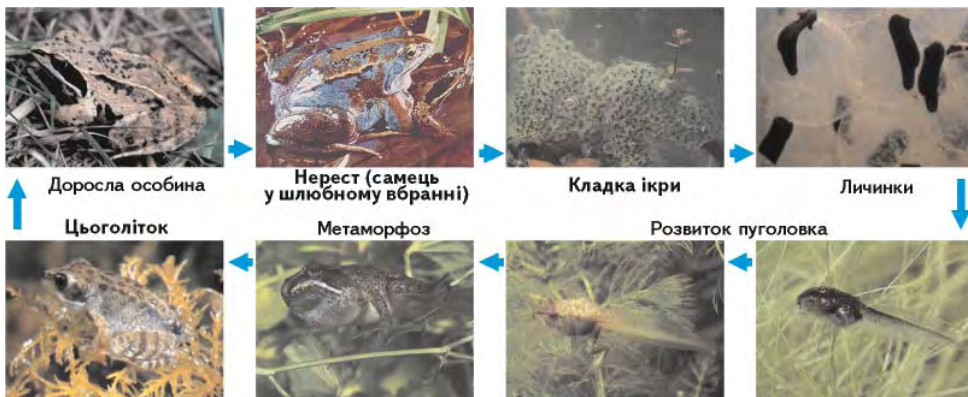 Доросла особина
Нерест (самець
у шлюбному вбранні)
Кладка ікри
Личинки
Цьоголіток
Метаморфоз
Розвиток пуголовка